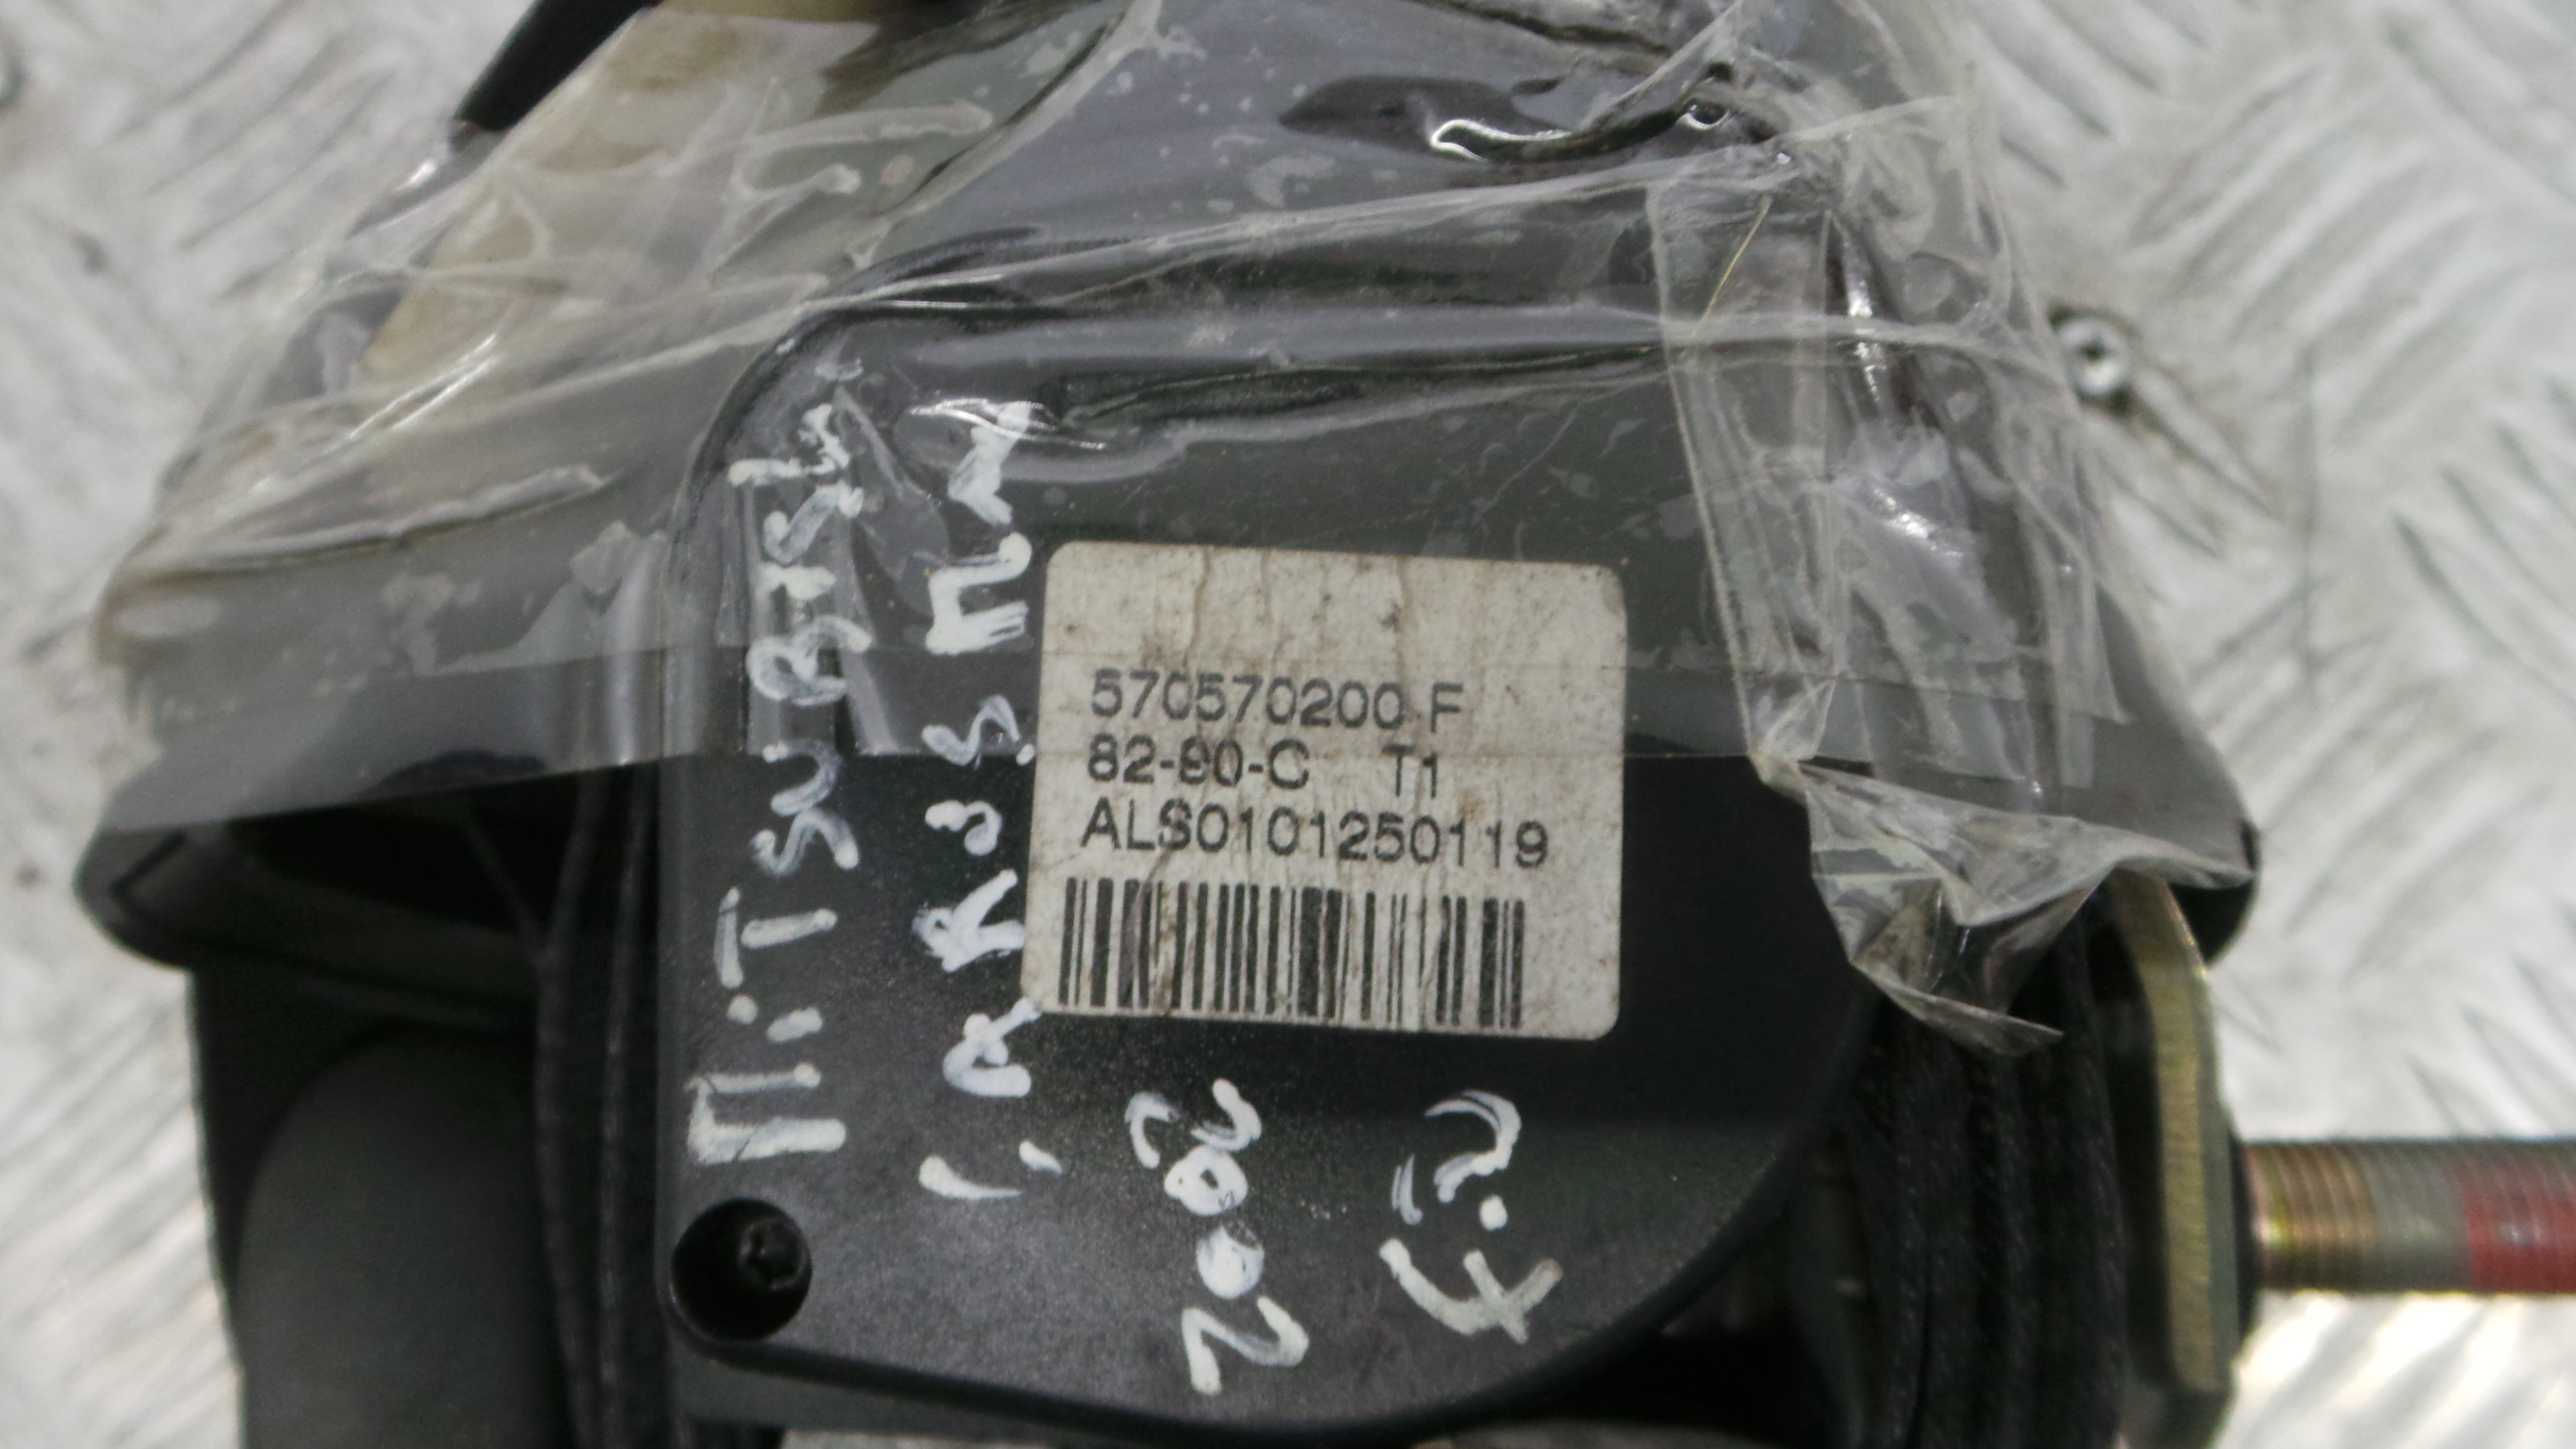 570570200 F
82-90-C T1
ALS0101250119
MiTSUBiSHi
CARiSMA
2002